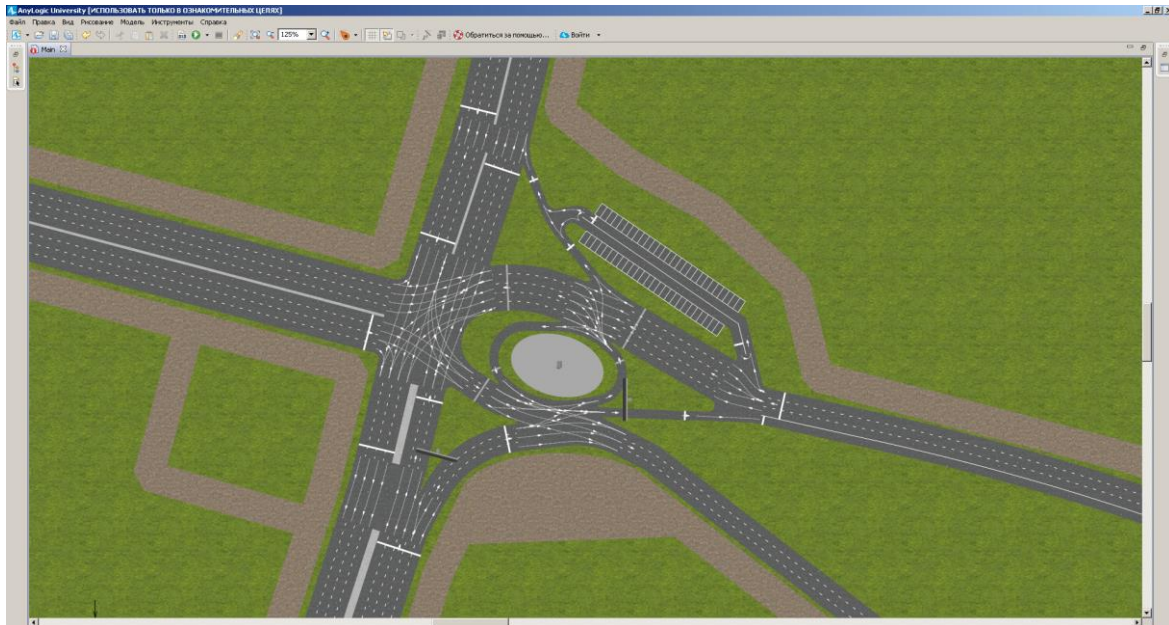 AnyLogic University [ИСПОЛЬЗОВАТЬ ТОЛЬКО В ОЗНАКОМИТЕЛЬНЫХ ЦЕЛЯХ]
Файл Правка Вид Рисование Модель Инструменты Справка
125% Обратиться за помощью... Войти
Main